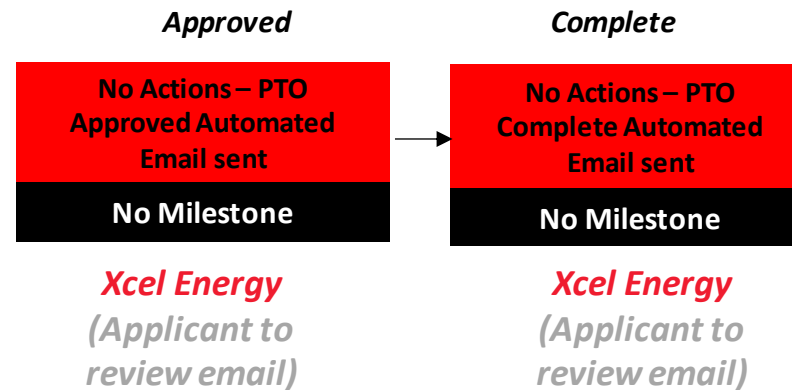 Approved
No Actions – PTO
Approved Automated
Email sent
No Milestone
Xcel Energy
(Applicant to
review email)
Complete
No Actions – PTO
Complete Automated
Email sent
No Milestone
Xcel Energy
(Applicant to
review email)